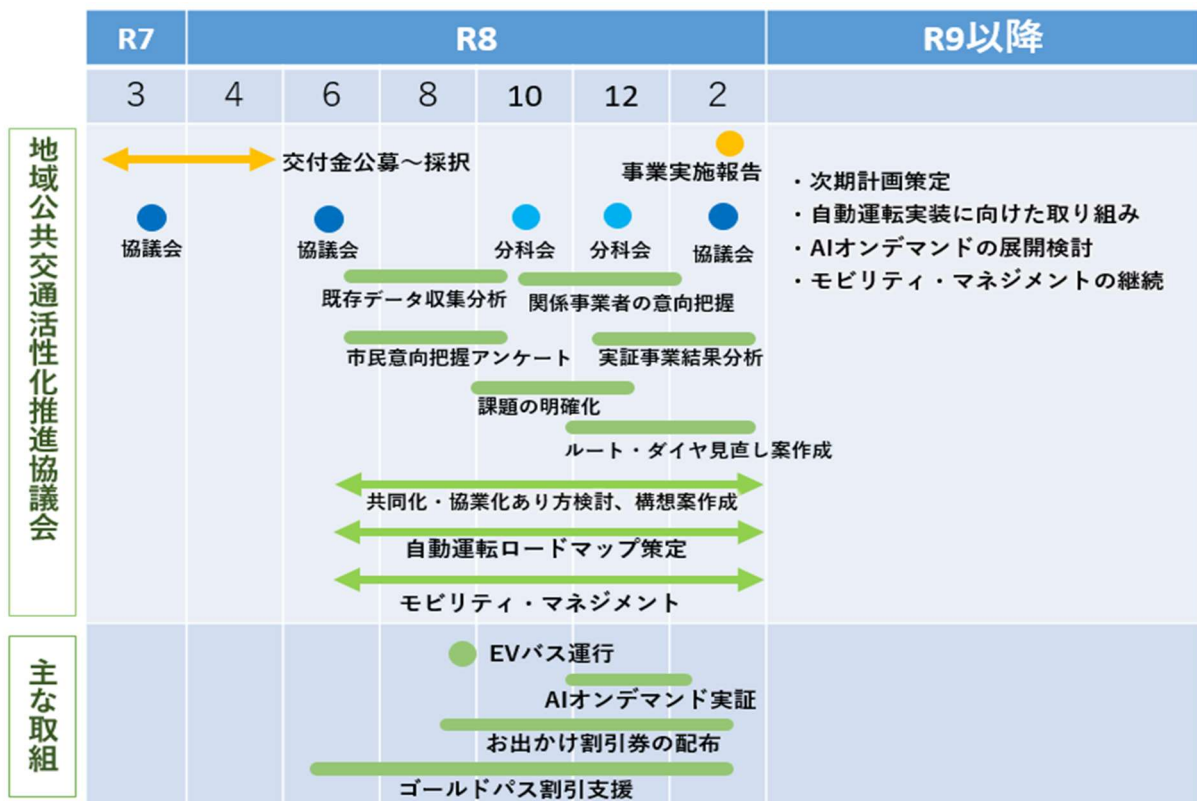 R7
R8
R9以降
3
4
6
8
10
12
2
地域公共交通活性化推進協議会
交付金公募～採択
事業実施報告
協議会
協議会
分科会
分科会
協議会
既存データ収集分析
関係事業者の意向把握
市民意向把握アンケート
実証事業結果分析
課題の明確化
ルート・ダイヤ見直し案作成
共同化・協業化あり方検討、構想案作成
自動運転ロードマップ策定
モビリティ・マネジメント
・次期計画策定
・自動運転実装に向けた取り組み
・AIオンデマンドの展開検討
・モビリティ・マネジメントの継続
主な取組
EVバス運行
AIオンデマンド実証
お出かけ割引券の配布
ゴールドパス割引支援